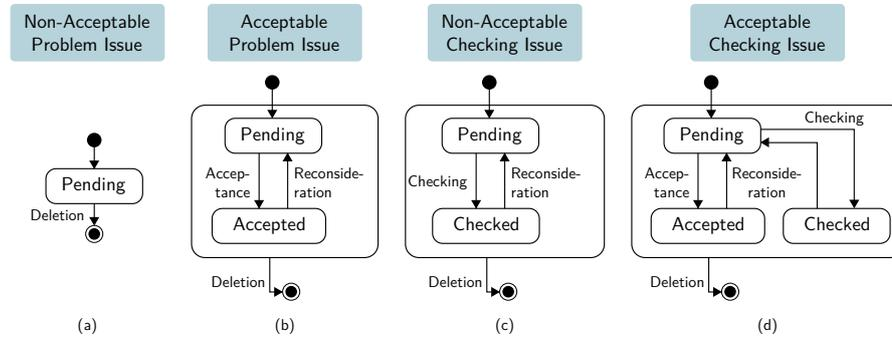 Non-Acceptable
Problem Issue
Pending
Deletion
(a)
Acceptable
Problem Issue
Pending
Accep-
tance
Reconside-
ration
Accepted
Deletion
(b)
Non-Acceptable
Checking Issue
Pending
Checking
Reconside-
ration
Checked
Deletion
(c)
Acceptable
Checking Issue
Pending
Checking
Accep-
tance
Reconside-
ration
Accepted
Checked
Deletion
(d)